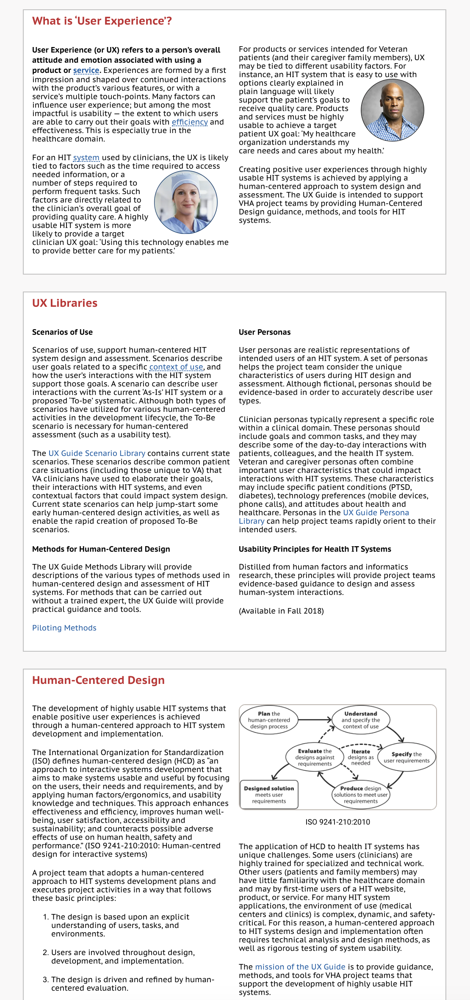 What is ‘User Experience’?
User Experience (or UX) refers to a person’s overall
attitude and emotion associated with using a
product or service. Experiences are formed by a first
impression and shaped over continued interactions
with the product’s various features, or with a
service’s multiple touch-points. Many factors can
influence user experience; but among the most
impactful is usability — the extent to which users
are able to carry out their goals with efficiency and
effectiveness. This is especially true in the
healthcare domain.
For an HIT system used by clinicians, the UX is likely
tied to factors such as the time required to access
needed information, or a
number of steps required to
perform frequent tasks. Such
factors are directly related to
the clinician’s overall goal of
providing quality care. A highly
usable HIT system is more
likely to provide a target
clinician UX goal: ‘Using this technology enables me
to provide better care for my patients.’
For products or services intended for Veteran
patients (and their caregiver family members), UX
may be tied to different usability factors. For
instance, an HIT system that is easy to use with
options clearly explained in
plain language will likely
support the patient’s goals to
receive quality care. Products
and services must be highly
usable to achieve a target
patient UX goal: ‘My healthcare
organization understands my
care needs and cares about my health.’
Creating positive user experiences through highly
usable HIT systems is achieved by applying a
human-centered approach to system design and
assessment. The UX Guide is intended to support
VHA project teams by providing Human-Centered
Design guidance, methods, and tools for HIT
systems.
UX Libraries
Scenarios of Use
Scenarios of use, support human-centered HIT
system design and assessment. Scenarios describe
user goals related to a specific context of use, and
how the user’s interactions with the HIT system
support those goals. A scenario can describe user
interactions with the current ‘As-Is’ HIT system or a
proposed ‘To-be’ systematic. Although both types of
scenarios have utilized for various human-centered
activities in the development lifecycle, the To-Be
scenario is necessary for human-centered
assessment (such as a usability test).
The UX Guide Scenario Library contains current state
scenarios. These scenarios describe common patient
care situations (including those unique to VA) that
VA clinicians have used to elaborate their goals,
their interactions with HIT systems, and even
contextual factors that could impact system design.
Current state scenarios can help jump-start some
early human-centered design activities, as well as
enable the rapid creation of proposed To-Be
scenarios.
User Personas
User personas are realistic representations of
intended users of an HIT system. A set of personas
helps the project team consider the unique
characteristics of users during HIT design and
assessment. Although fictional, personas should be
evidence-based in order to accurately describe user
types.
Clinician personas typically represent a specific role
within a clinical domain. These personas should
include goals and common tasks, and they may
describe some of the day-to-day interactions with
patients, colleagues, and the health IT system.
Veteran and caregiver personas often combine
important user characteristics that could impact
interactions with HIT systems. These characteristics
may include specific patient conditions (PTSD,
diabetes), technology preferences (mobile devices,
phone calls), and attitudes about health and
healthcare. Personas in the UX Guide Persona
Library can help project teams rapidly orient to their
intended users.
Methods for Human-Centered Design
The UX Guide Methods Library will provide
descriptions of the various types of methods used in
human-centered design and assessment of HIT
systems. For methods that can be carried out
without a trained expert, the UX Guide will provide
practical guidance and tools.
Piloting Methods
Usability Principles for Health IT Systems
Distilled from human factors and informatics
research, these principles will provide project teams
evidence-based guidance to design and assess
human-system interactions.
(Available in Fall 2018)
Human-Centered Design
The development of highly usable HIT systems that
enable positive user experiences is achieved
through a human-centered approach to HIT system
development and implementation.
The International Organization for Standardization
(ISO) defines human-centered design (HCD) as “an
approach to interactive systems development that
aims to make systems usable and useful by focusing
on the users, their needs and requirements, and by
applying human factors/ergonomics, and usability
knowledge and techniques. This approach enhances
effectiveness and efficiency, improves human well-
being, user satisfaction, accessibility and
sustainability; and counteracts possible adverse
effects of use on human health, safety and
performance.” (ISO 9241-210:2010: Human-centred
design for interactive systems)
A project team that adopts a human-centered
approach to HIT systems development plans and
executes project activities in a way that follows
these basic principles:
1. The design is based upon an explicit
understanding of users, tasks, and
environments.
2. Users are involved throughout design,
development, and implementation.
3. The design is driven and refined by human-
centered evaluation.
Plan the
human-centered
design process
Understand
and specify the
context of use
Evaluate the
designs against
requirements
Iterate
designs as
needed
Specify the
user requirements
Designed solution
meets user
requirements
Produce design
solutions to meet user
requirements
ISO 9241-210:2010
The application of HCD to health IT systems has
unique challenges. Some users (clinicians) are
highly trained for specialized and technical work.
Other users (patients and family members) may
have little familiarity with the healthcare domain
and may by first-time users of a HIT website,
product, or service. For many HIT system
applications, the environment of use (medical
centers and clinics) is complex, dynamic, and safety-
critical. For this reason, a human-centered approach
to HIT systems design and implementation often
requires technical analysis and design methods, as
well as rigorous testing of system usability.
The mission of the UX Guide is to provide guidance,
methods, and tools for VHA project teams that
support the development of highly usable HIT
systems.